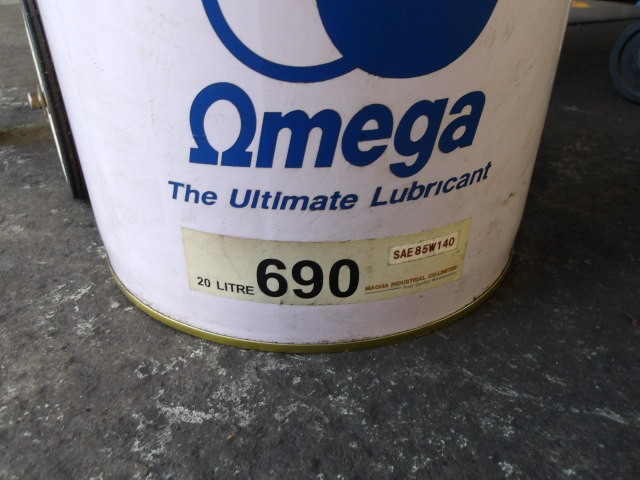 Ωmega
The Ultimate Lubricant
20 LITRE 690 SAE 85W140
MAGNA INDUSTRIAL CO. LIMITED